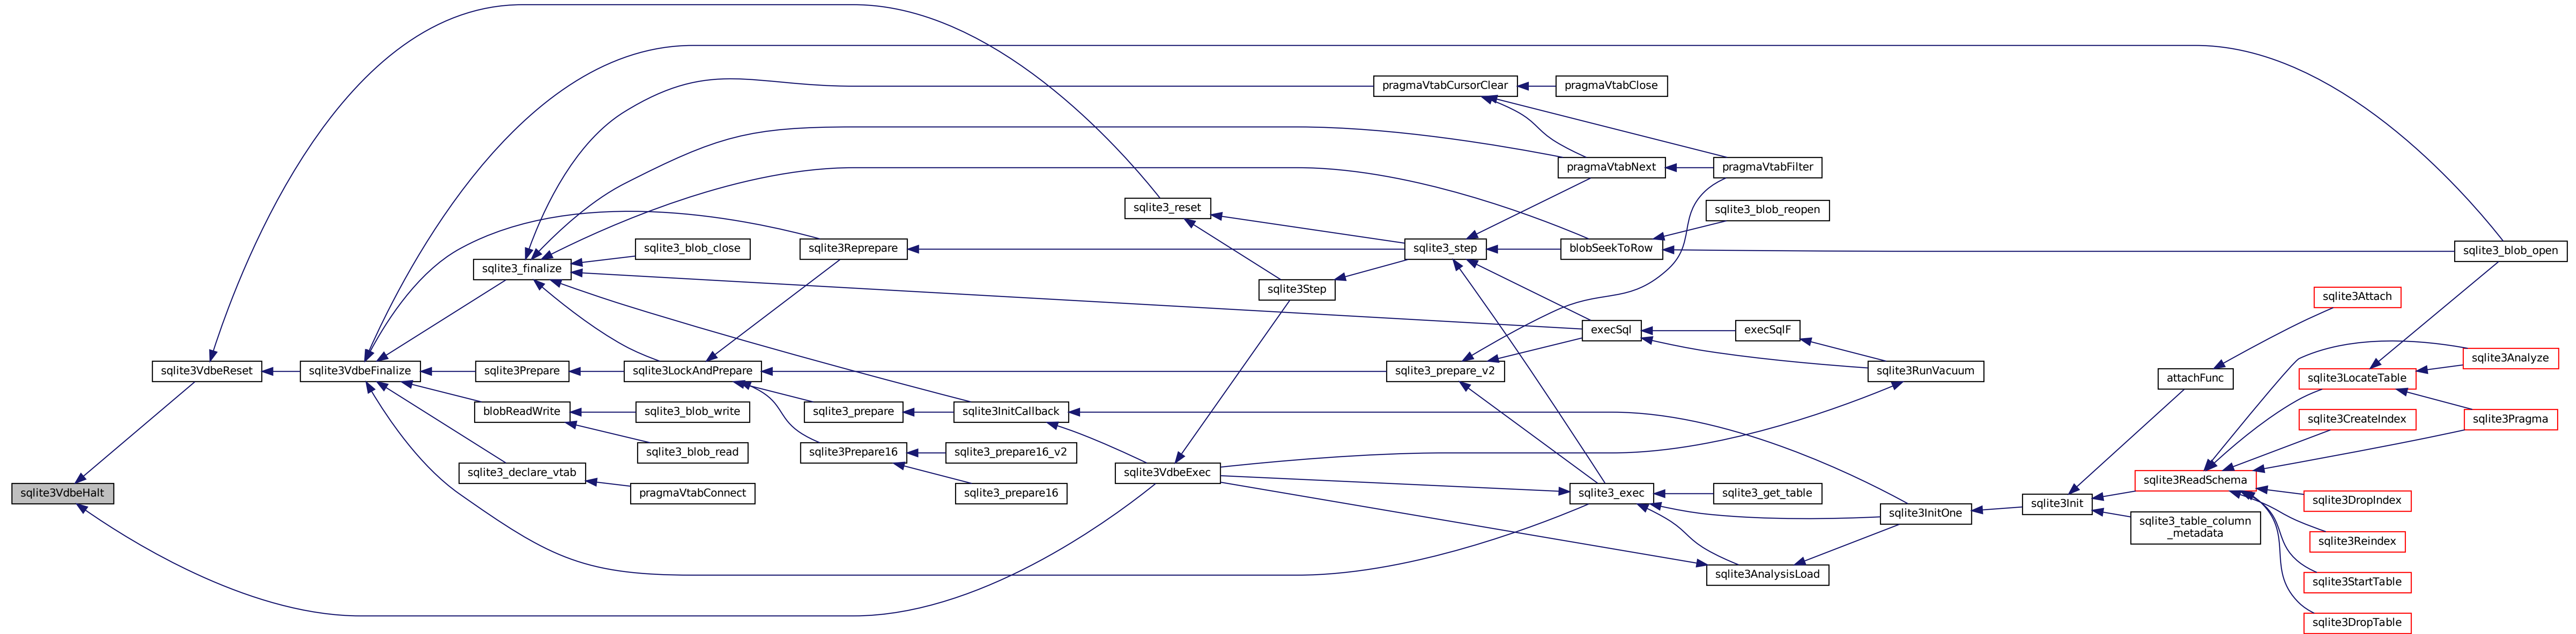 pragmaVtabCursorClear
pragmaVtabClose
pragmaVtabNext
pragmaVtabFilter
sqlite3_reset
sqlite3_blob_reopen
sqlite3_blob_close
sqlite3Reprepare
sqlite3_step
blobSeekToRow
sqlite3_blob_open
sqlite3_finalize
sqlite3Step
sqlite3Attach
execSql
execSqlF
sqlite3Analyze
sqlite3VdbeReset
sqlite3VdbeFinalize
sqlite3Prepare
sqlite3LockAndPrepare
sqlite3_prepare_v2
sqlite3RunVacuum
attachFunc
sqlite3LocateTable
blobReadWrite
sqlite3_blob_write
sqlite3_prepare
sqlite3InitCallback
sqlite3CreateIndex
sqlite3Pragma
sqlite3_blob_read
sqlite3Prepare16
sqlite3_prepare16_v2
sqlite3_declare_vtab
sqlite3VdbeExec
sqlite3ReadSchema
sqlite3VdbeHalt
pragmaVtabConnect
sqlite3_prepare16
sqlite3_exec
sqlite3_get_table
sqlite3InitOne
sqlite3Init
sqlite3DropIndex
sqlite3_table_column
_metadata
sqlite3Reindex
sqlite3AnalysisLoad
sqlite3StartTable
sqlite3DropTable